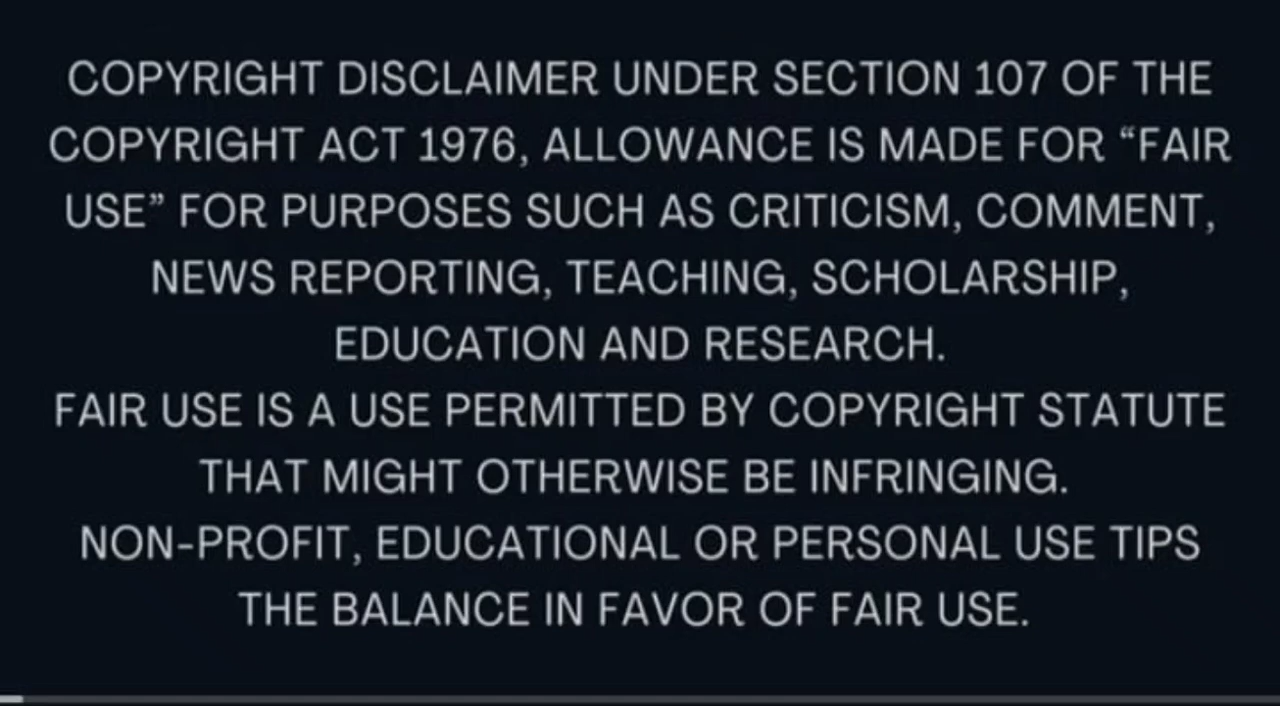 COPYRIGHT DISCLAIMER UNDER SECTION 107 OF THE
COPYRIGHT ACT 1976, ALLOWANCE IS MADE FOR “FAIR
USE” FOR PURPOSES SUCH AS CRITICISM, COMMENT,
NEWS REPORTING, TEACHING, SCHOLARSHIP,
EDUCATION AND RESEARCH.
FAIR USE IS A USE PERMITTED BY COPYRIGHT STATUTE
THAT MIGHT OTHERWISE BE INFRINGING.
NON-PROFIT, EDUCATIONAL OR PERSONAL USE TIPS
THE BALANCE IN FAVOR OF FAIR USE.